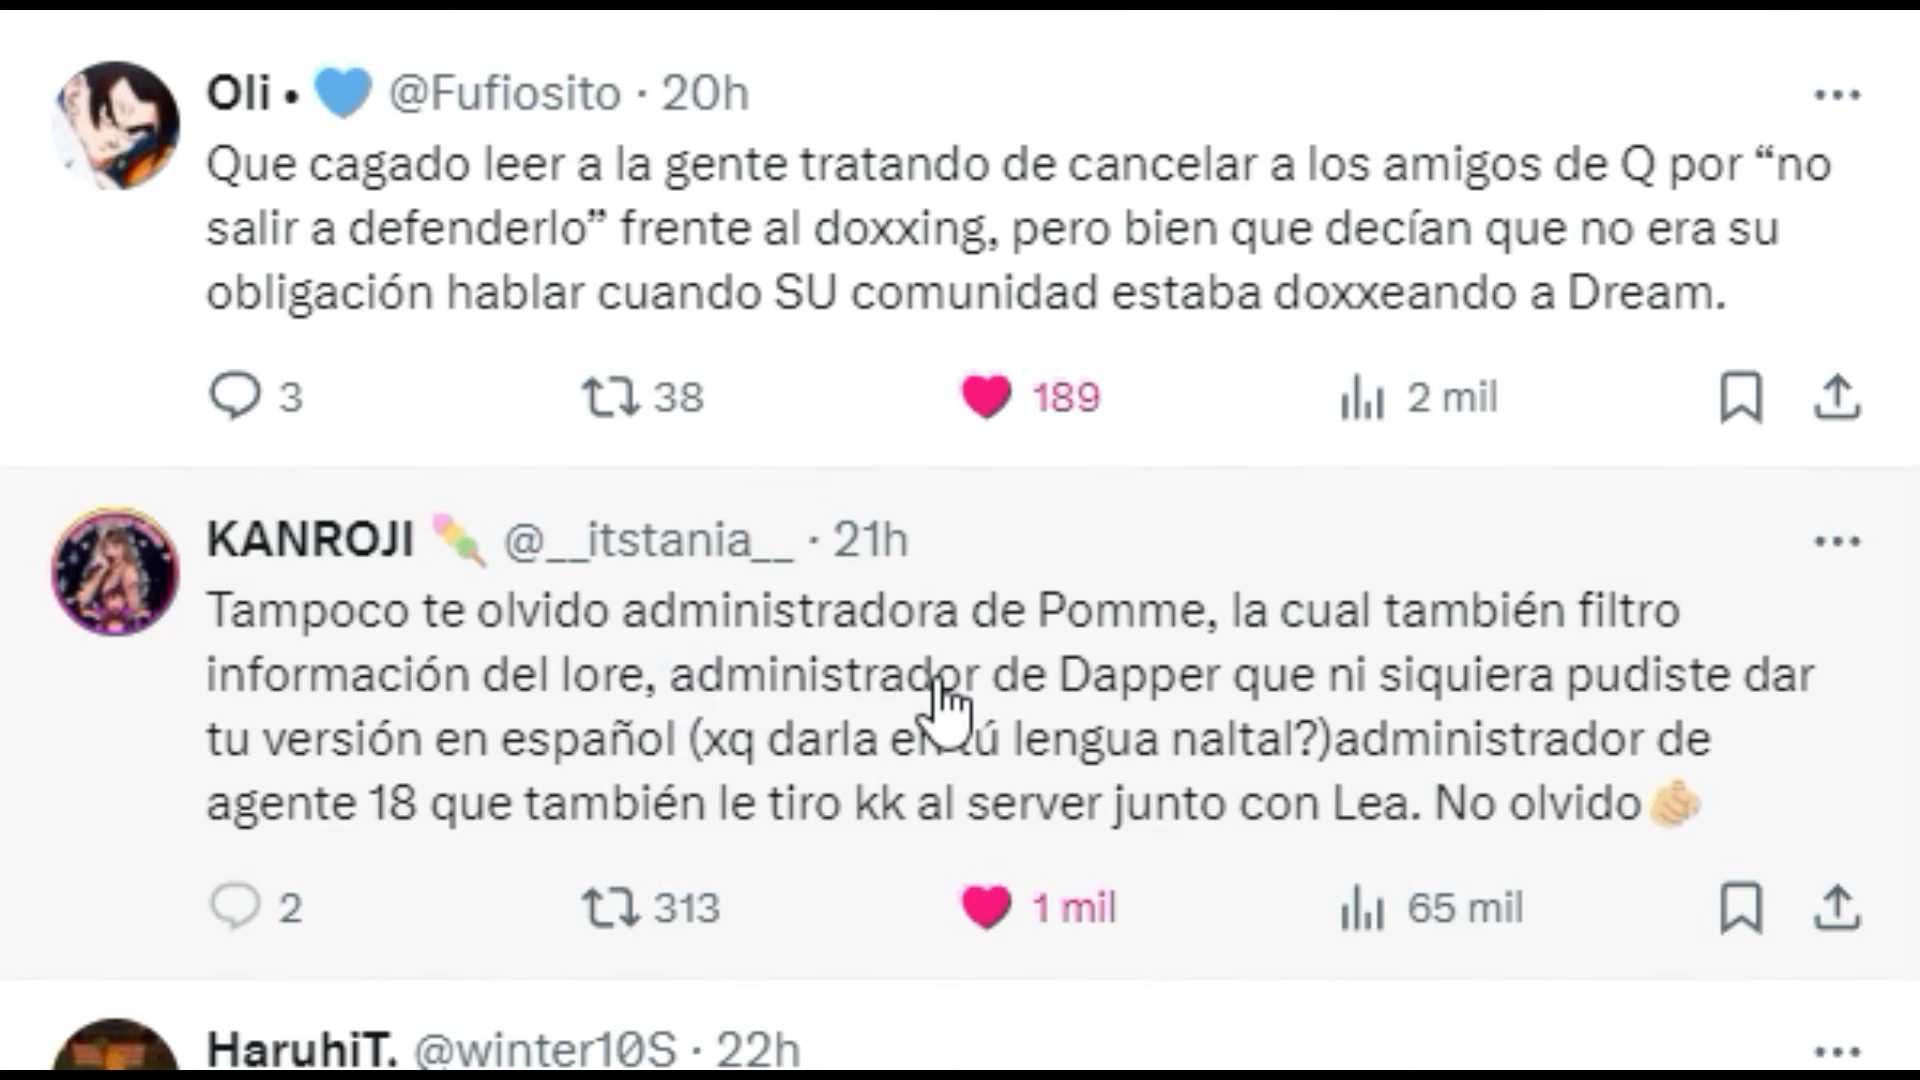 Oli • @Fufiosito · 20h
Que cagado leer a la gente tratando de cancelar a los amigos de Q por “no
salir a defenderlo” frente al doxxing, pero bien que decían que no era su
obligación hablar cuando SU comunidad estaba doxxeando a Dream.
3 38 189 2 mil
KANROJI @__itstania__ · 21h
Tampoco te olvido administradora de Pomme, la cual también filtro
información del lore, administrador de Dapper que ni siquiera pudiste dar
tu versión en español (xq darla en tú lengua naltal?)administrador de
agente 18 que también le tiro kk al server junto con Lea. No olvido
2 313 1 mil 65 mil
HaruhiT. @winter10S · 22h